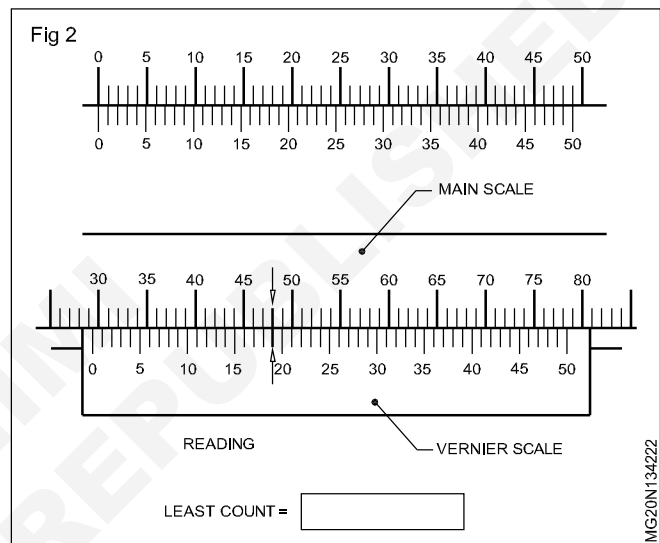 Fig 2
0 5 10 15 20 25 30 35 40 45 50
0 5 10 15 20 25 30 35 40 45 50
MAIN SCALE
30 35 40 45 50 55 60 65 70 75 80
0 5 10 15 20 25 30 35 40 45 50
READING
VERNIER SCALE
LEAST COUNT =
MG20N134222